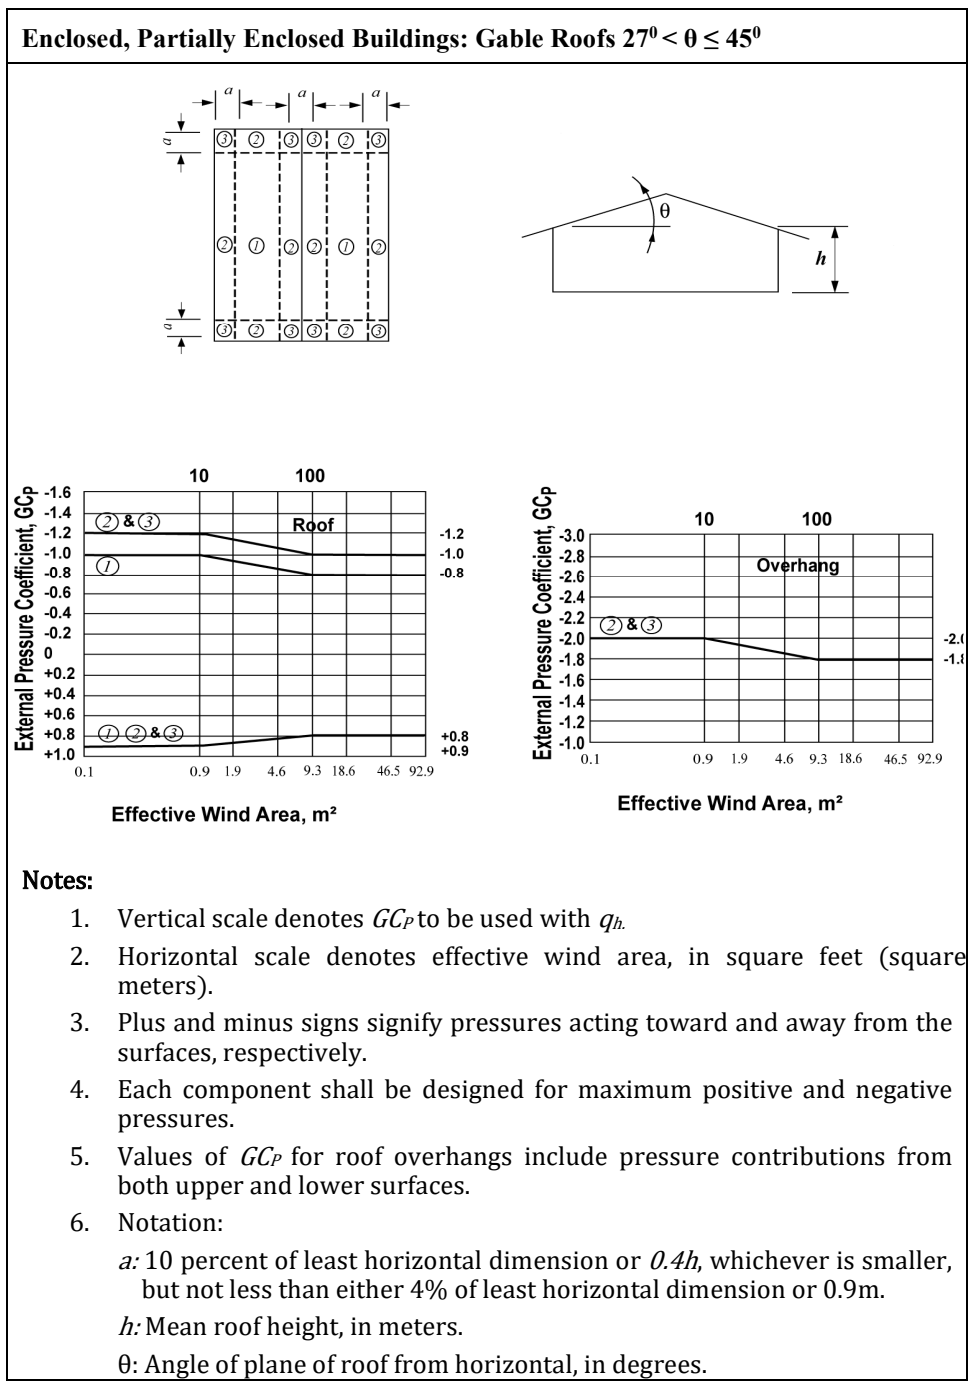 Enclosed, Partially Enclosed Buildings: Gable Roofs 27⁰ < θ ≤ 45⁰
a a a
a
③ ② ③ ③ ② ③
② ① ② ② ① ②
a
③ ② ③ ③ ② ③
θ
h
10 100
External Pressure Coefficient, GCP
-1.6
-1.4
-1.2
-1.0
-0.8
-0.6
-0.4
-0.2
0
+0.2
+0.4
+0.6
+0.8
+1.0
② & ③
Roof
①
① ② & ③
-1.2
-1.0
-0.8
+0.8
+0.9
0.1 0.9 1.9 4.6 9.3 18.6 46.5 92.9
Effective Wind Area, m²
10 100
External Pressure Coefficient, GCP
-3.0
-2.8
-2.6
-2.4
-2.2
-2.0
-1.8
-1.6
-1.4
-1.2
-1.0
Overhang
② & ③
-2.0
-1.8
0.1 0.9 1.9 4.6 9.3 18.6 46.5 92.9
Effective Wind Area, m²
Notes:
1. Vertical scale denotes GCP to be used with qh.
2. Horizontal scale denotes effective wind area, in square feet (square
meters).
3. Plus and minus signs signify pressures acting toward and away from the
surfaces, respectively.
4. Each component shall be designed for maximum positive and negative
pressures.
5. Values of GCP for roof overhangs include pressure contributions from
both upper and lower surfaces.
6. Notation:
a: 10 percent of least horizontal dimension or 0.4h, whichever is smaller,
but not less than either 4% of least horizontal dimension or 0.9m.
h: Mean roof height, in meters.
θ: Angle of plane of roof from horizontal, in degrees.